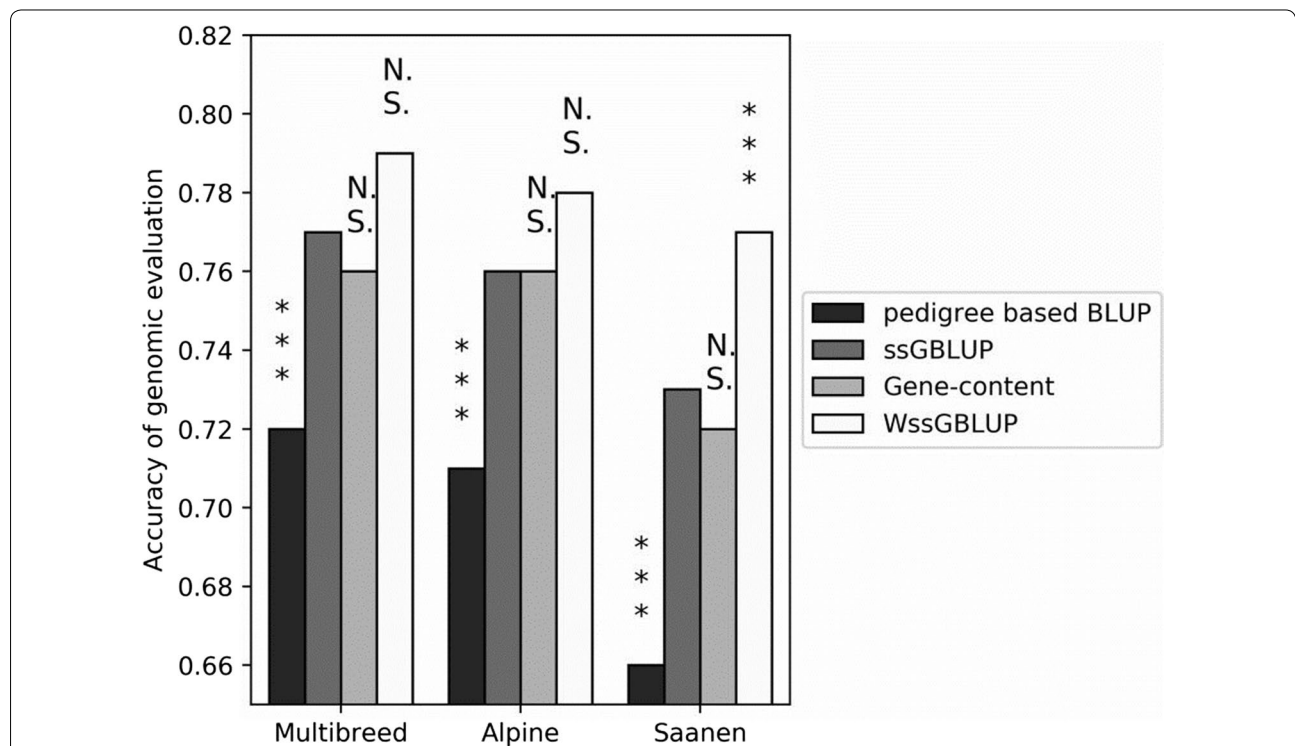 Accuracy of genomic evaluation
0.82
0.80
0.78
0.76
0.74
0.72
0.70
0.68
0.66
*
*
*
N.
S.
N.
S.
*
*
*
N.
S.
N.
S.
*
*
*
N.
S.
*
*
*
Multibreed
Alpine
Saanen
pedigree based BLUP
ssGBLUP
Gene-content
WssGBLUP